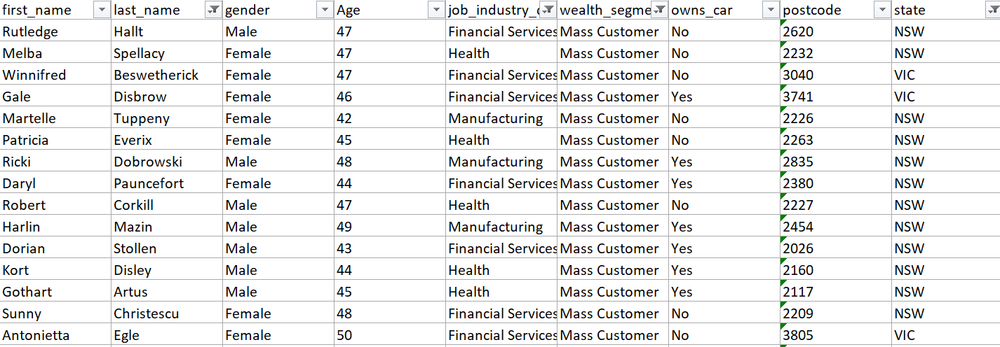 first_name last_name gender Age job_industry_ wealth_segme owns_car postcode state
Rutledge Hallt Male 47 Financial Services Mass Customer No 2620 NSW
Melba Spellacy Female 47 Health Mass Customer No 2232 NSW
Winnifred Beswetherick Female 47 Financial Services Mass Customer No 3040 VIC
Gale Disbrow Female 46 Financial Services Mass Customer Yes 3741 VIC
Martelle Tuppeny Female 42 Manufacturing Mass Customer No 2226 NSW
Patricia Everix Female 45 Health Mass Customer No 2263 NSW
Ricki Dobrowski Male 48 Manufacturing Mass Customer Yes 2835 NSW
Daryl Pauncefort Female 44 Financial Services Mass Customer Yes 2380 NSW
Robert Corkill Male 47 Health Mass Customer No 2227 NSW
Harlin Mazin Male 49 Manufacturing Mass Customer Yes 2454 NSW
Dorian Stollen Male 43 Financial Services Mass Customer Yes 2026 NSW
Kort Disley Male 44 Health Mass Customer Yes 2160 NSW
Gothart Artus Male 45 Health Mass Customer Yes 2117 NSW
Sunny Christescu Female 48 Financial Services Mass Customer No 2209 NSW
Antonietta Egle Female 50 Financial Services Mass Customer No 3805 VIC